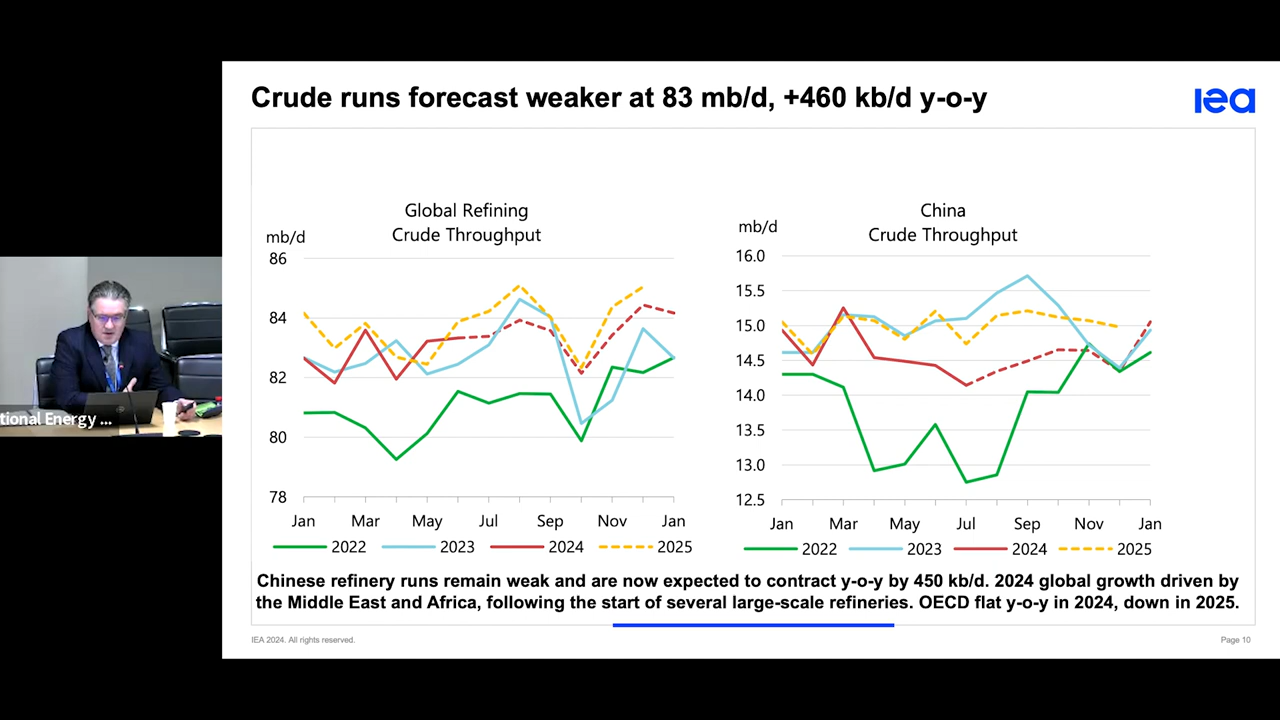 Crude runs forecast weaker at 83 mb/d, +460 kb/d y-o-y
iea
Global Refining
Crude Throughput
mb/d
86
84
82
80
78
Jan Mar May Jul Sep Nov Jan
2022 2023 2024 2025
China
Crude Throughput
mb/d
16.0
15.5
15.0
14.5
14.0
13.5
13.0
12.5
Jan Mar May Jul Sep Nov Jan
2022 2023 2024 2025
Chinese refinery runs remain weak and are now expected to contract y-o-y by 450 kb/d. 2024 global growth driven by
the Middle East and Africa, following the start of several large-scale refineries. OECD flat y-o-y in 2024, down in 2025.
IEA 2024. All rights reserved.
Page 10
tional Energy ...